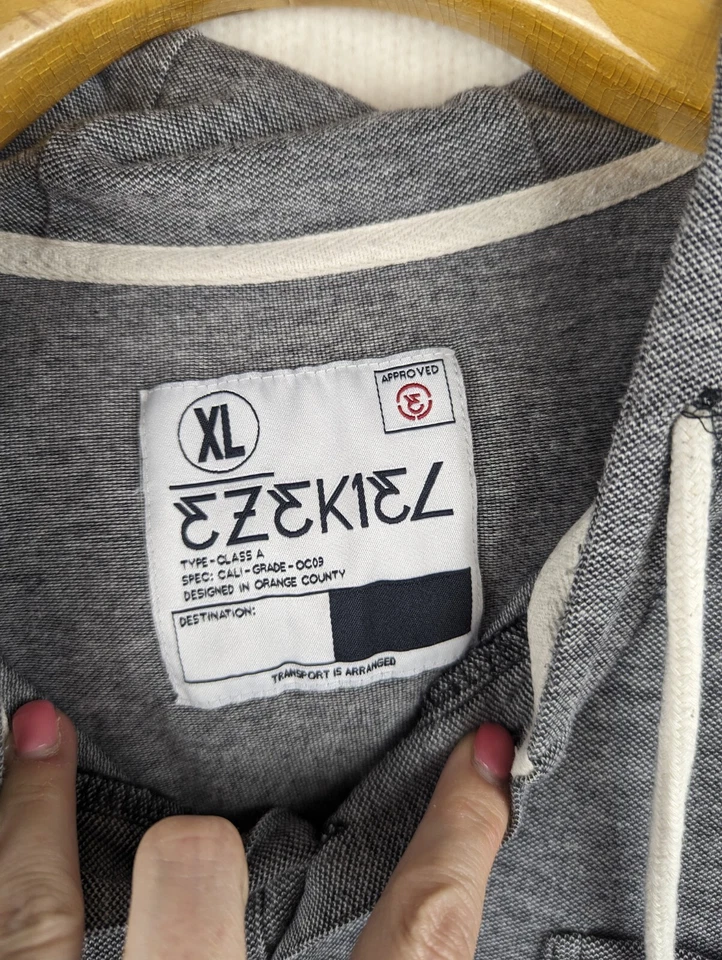 APPROVED
XL
EZEKIEL
TYPE-CLASS A
SPEC: CALI-GRADE-OC09
DESIGNED IN ORANGE COUNTY
DESTINATION:
TRANSPORT IS ARRANGED